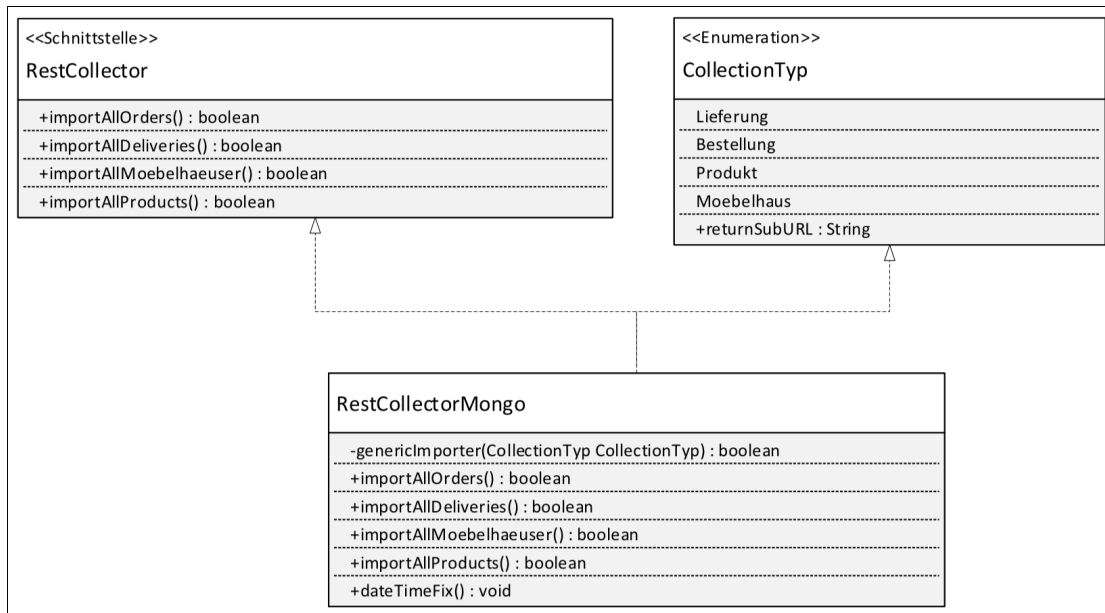 <<Schnittstelle>>
RestCollector
+importAllOrders() : boolean
+importAllDeliveries() : boolean
+importAllMoebelhaeuser() : boolean
+importAllProducts() : boolean
<<Enumeration>>
CollectionTyp
Lieferung
Bestellung
Produkt
Moebelhaus
+returnSubURL : String
RestCollectorMongo
-genericImporter(CollectionTyp CollectionTyp) : boolean
+importAllOrders() : boolean
+importAllDeliveries() : boolean
+importAllMoebelhaeuser() : boolean
+importAllProducts() : boolean
+dateTimeFix() : void